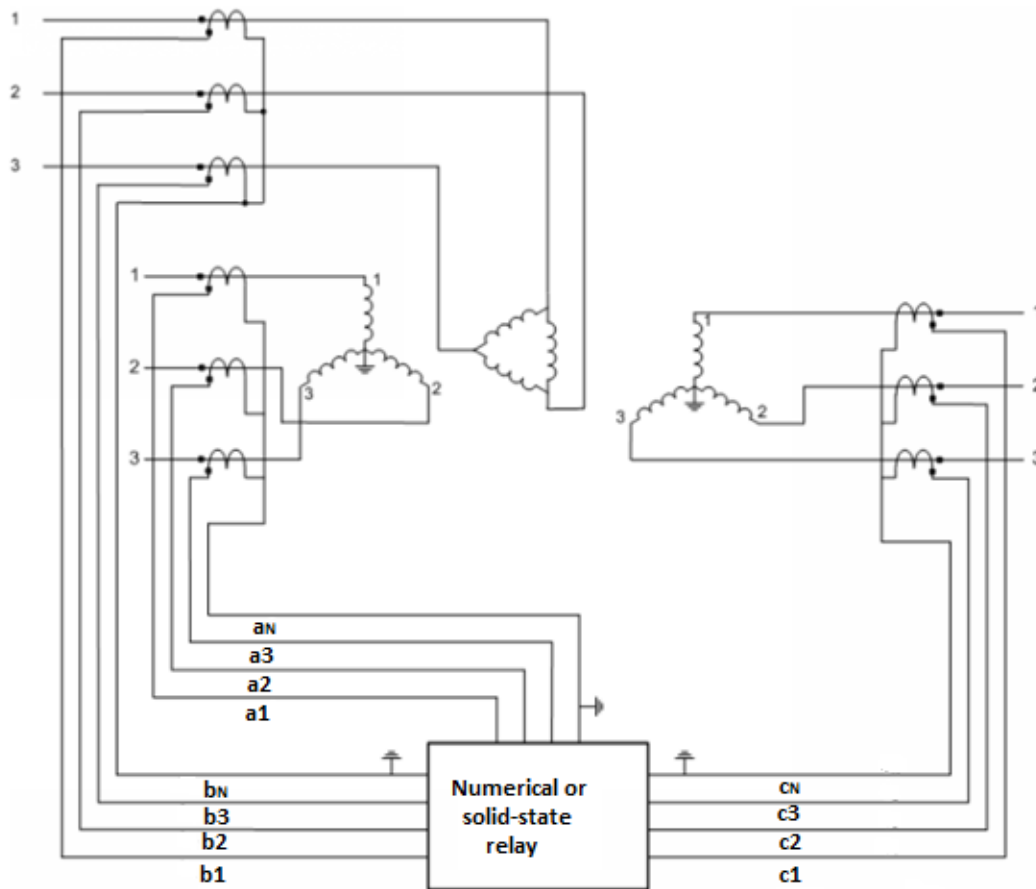 1
2
3
1
1
1
1
2
2
3
2
2
3
3
3
aN
a3
a2
a1
bN
b3
b2
b1
Numerical or
solid-state
relay
cN
c3
c2
c1